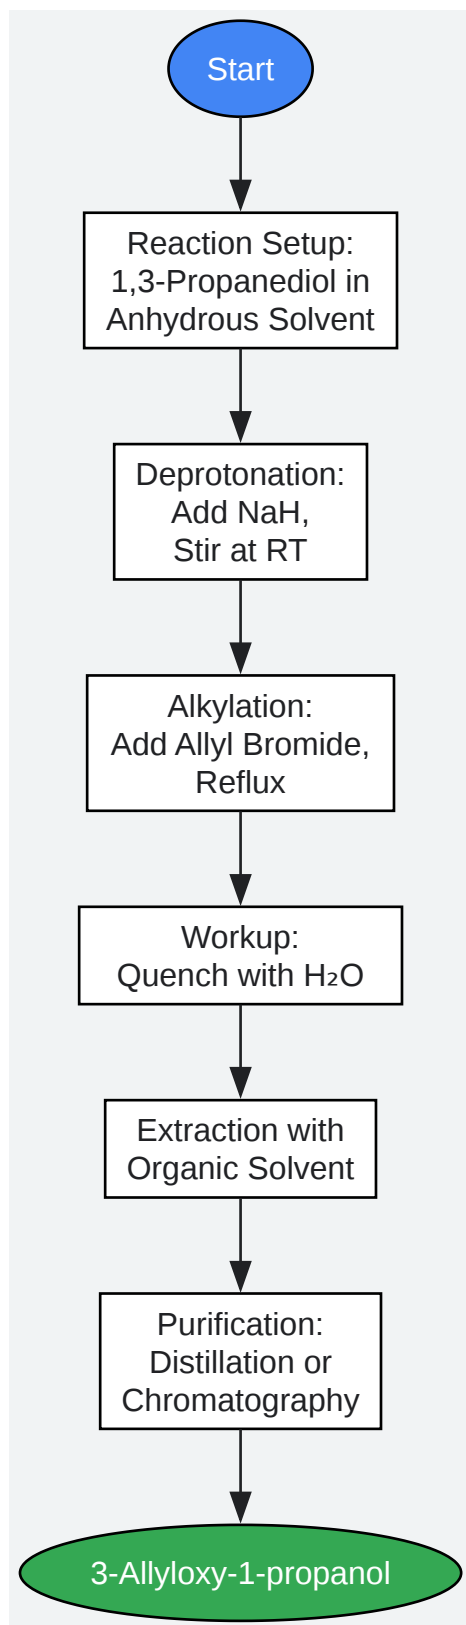 Start
Reaction Setup:
1,3-Propanediol in
Anhydrous Solvent
Deprotonation:
Add NaH,
Stir at RT
Alkylation:
Add Allyl Bromide,
Reflux
Workup:
Quench with H₂O
Extraction with
Organic Solvent
Purification:
Distillation or
Chromatography
3-Allyloxy-1-propanol